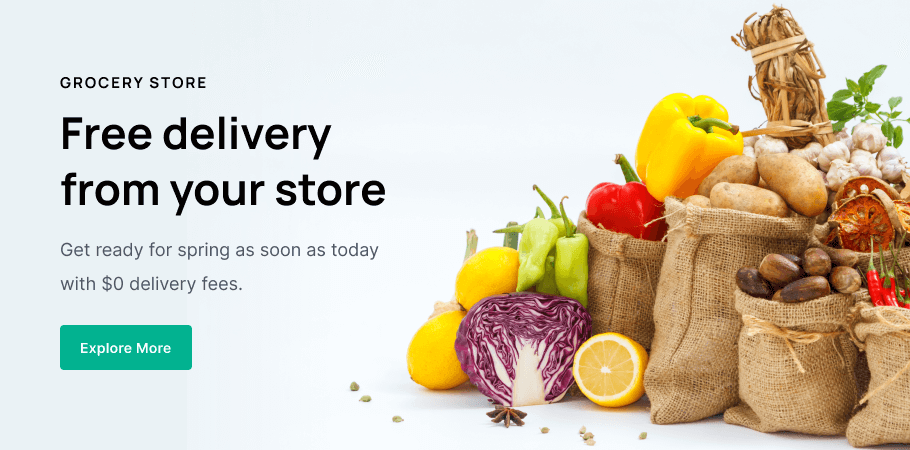 GROCERY STORE
Free delivery
from your store
Get ready for spring as soon as today
with $0 delivery fees.
Explore More